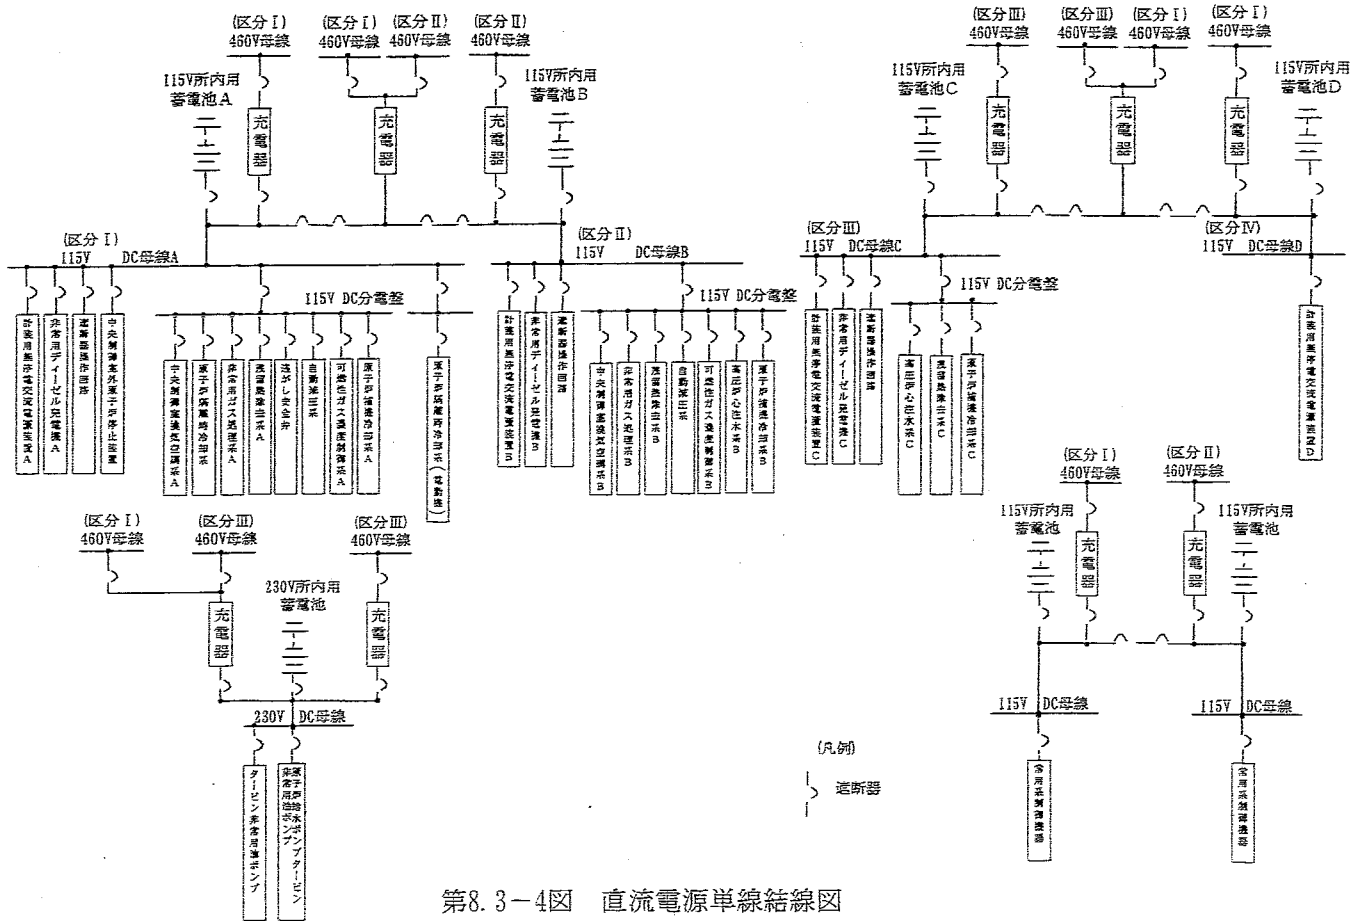 (区分Ⅰ)
460V母線
(区分Ⅰ)
460V母線
(区分Ⅱ)
460V母線
(区分Ⅱ)
460V母線
115V所内用
蓄電池A
充電器
充電器
充電器
115V所内用
蓄電池B
(区分Ⅰ)
115V DC母線A
(区分Ⅱ)
115V DC母線B
115V DC分電盤
115V DC分電盤
計装用無停電交流電源装置A
非常用ディーゼル発電機A
遮断器操作回路
中央制御室外原子炉停止装置
中央制御室換気空調系A
原子炉隔離時冷却系
非常用ガス処理系A
残留熱除去系A
逃がし安全弁
自動減圧系
可燃性ガス濃度制御系A
原子炉補機冷却系A
原子炉隔離時冷却系(電動機)
計装用無停電交流電源装置B
非常用ディーゼル発電機B
遮断器操作回路
中央制御室換気空調系B
非常用ガス処理系B
残留熱除去系B
自動減圧系
可燃性ガス濃度制御系B
高圧炉心注水系B
原子炉補機冷却系B
(区分Ⅲ)
460V母線
(区分Ⅲ)
460V母線
(区分Ⅰ)
460V母線
(区分Ⅰ)
460V母線
115V所内用
蓄電池C
充電器
充電器
充電器
115V所内用
蓄電池D
(区分Ⅲ)
115V DC母線C
(区分Ⅳ)
115V DC母線D
115V DC分電盤
計装用無停電交流電源装置C
非常用ディーゼル発電機C
遮断器操作回路
高圧炉心注水系C
残留熱除去系C
原子炉補機冷却系C
計装用無停電交流電源装置D
(区分Ⅰ)
460V母線
(区分Ⅲ)
460V母線
(区分Ⅲ)
460V母線
充電器
230V所内用
蓄電池
充電器
230V DC母線
タービン非常用油ポンプ
原子炉給水ポンプタービン
非常用油ポンプ
(区分Ⅰ)
460V母線
(区分Ⅱ)
460V母線
115V所内用
蓄電池
充電器
充電器
115V所内用
蓄電池
115V DC母線
115V DC母線
常用系制御機器
常用系制御機器
(凡例)
遮断器
第8.3-4図 直流電源単線結線図